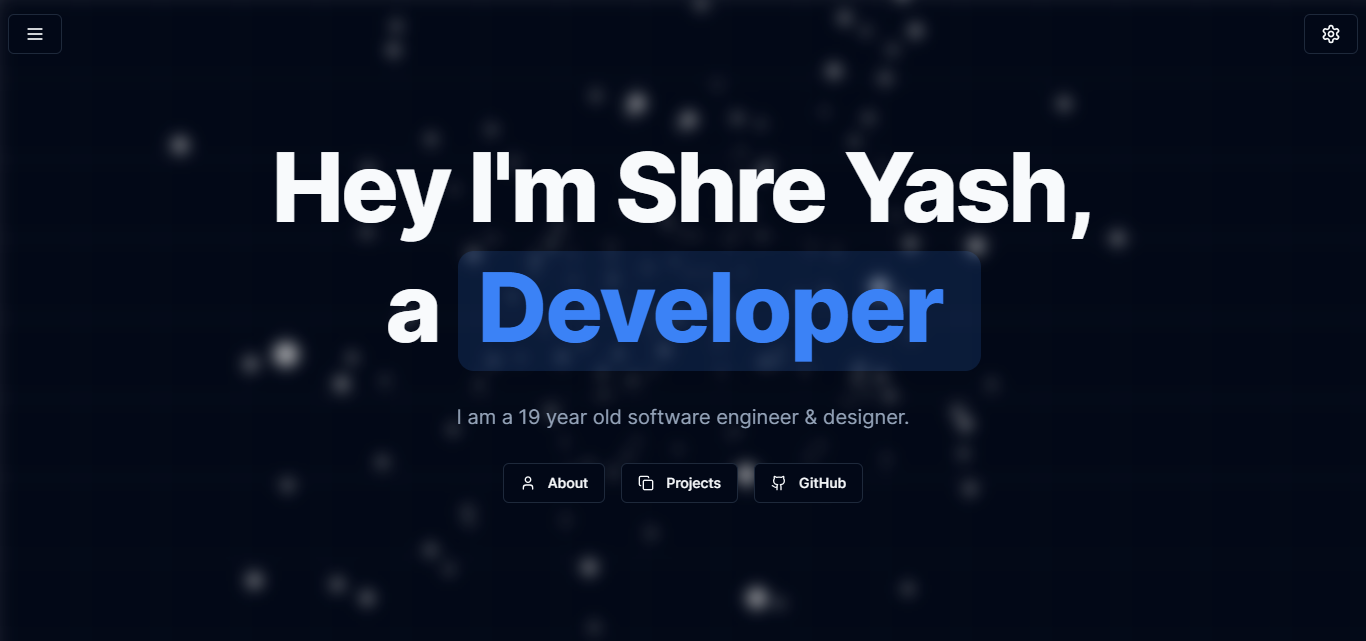 Hey I'm Shre Yash,
a Developer
I am a 19 year old software engineer & designer.
About Projects GitHub